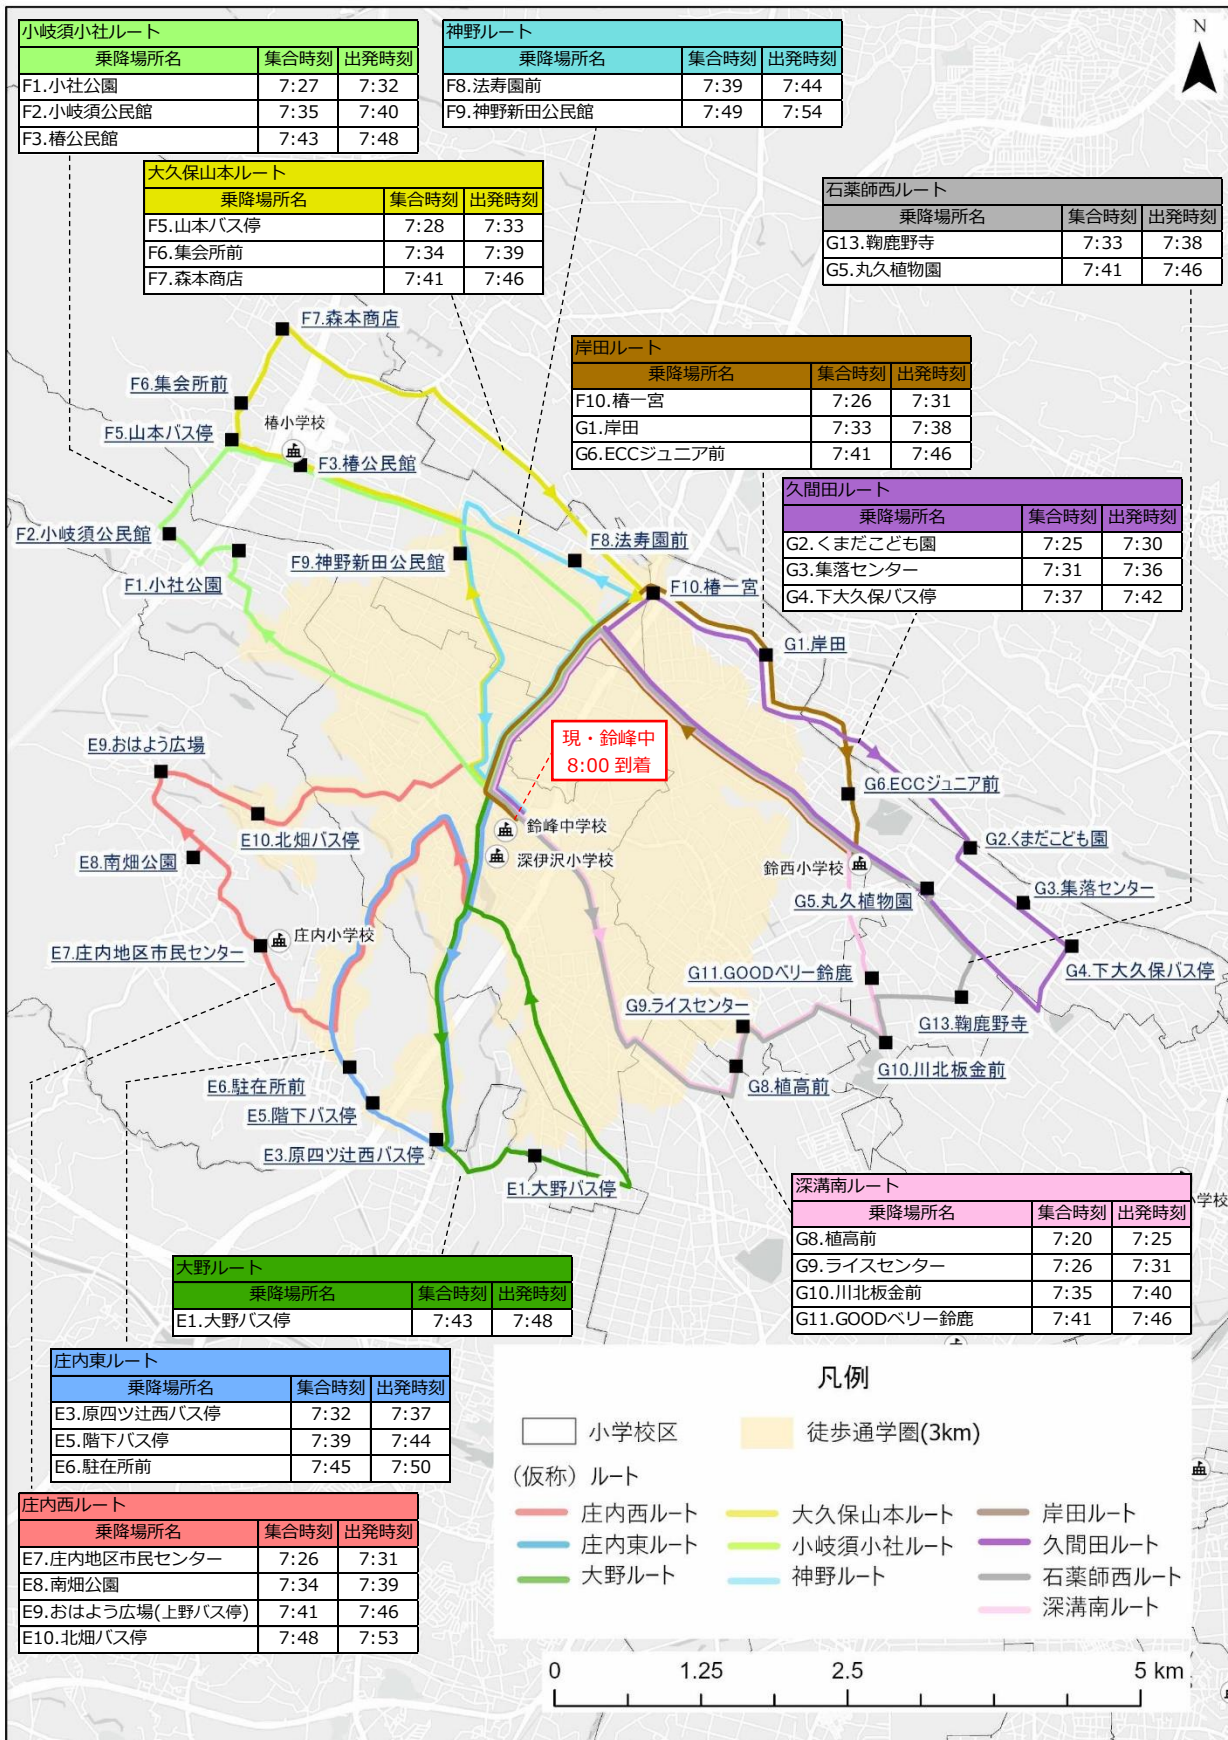 小岐須小社ルート
乗降場所名 集合時刻 出発時刻
F1.小社公園 7:27 7:32
F2.小岐須公民館 7:35 7:40
F3.椿公民館 7:43 7:48
神野ルート
乗降場所名 集合時刻 出発時刻
F8.法寿園前 7:39 7:44
F9.神野新田公民館 7:49 7:54
N
大久保山本ルート
乗降場所名 集合時刻 出発時刻
F5.山本バス停 7:28 7:33
F6.集会所前 7:34 7:39
F7.森本商店 7:41 7:46
石薬師西ルート
乗降場所名 集合時刻 出発時刻
G13.鞠鹿野寺 7:33 7:38
G5.丸久植物園 7:41 7:46
岸田ルート
乗降場所名 集合時刻 出発時刻
F10.椿一宮 7:26 7:31
G1.岸田 7:33 7:38
G6.ECCジュニア前 7:41 7:46
久間田ルート
乗降場所名 集合時刻 出発時刻
G2.くまだこども園 7:25 7:30
G3.集落センター 7:31 7:36
G4.下大久保バス停 7:37 7:42
F7.森本商店
F6.集会所前
椿小学校
F5.山本バス停
F3.椿公民館
F2.小岐須公民館
F1.小社公園
F9.神野新田公民館
F8.法寿園前
F10.椿一宮
G1.岸田
現・鈴峰中
8:00 到着
E9.おはよう広場
E10.北畑バス停
E8.南畑公園
鈴峰中学校
深伊沢小学校
G6.ECCジュニア前
G2.くまだこども園
鈴西小学校
G5.丸久植物園
G3.集落センター
庄内小学校
E7.庄内地区市民センター
G4.下大久保バス停
G11.GOODベリー鈴鹿
G9.ライスセンター
G13.鞠鹿野寺
G10.川北板金前
G8.植高前
E6.駐在所前
E5.階下バス停
E3.原四ツ辻西バス停
E1.大野バス停
小学校
深溝南ルート
乗降場所名 集合時刻 出発時刻
G8.植高前 7:20 7:25
G9.ライスセンター 7:26 7:31
G10.川北板金前 7:35 7:40
G11.GOODベリー鈴鹿 7:41 7:46
大野ルート
乗降場所名 集合時刻 出発時刻
E1.大野バス停 7:43 7:48
庄内東ルート
乗降場所名 集合時刻 出発時刻
E3.原四ツ辻西バス停 7:32 7:37
E5.階下バス停 7:39 7:44
E6.駐在所前 7:45 7:50
庄内西ルート
乗降場所名 集合時刻 出発時刻
E7.庄内地区市民センター 7:26 7:31
E8.南畑公園 7:34 7:39
E9.おはよう広場(上野バス停) 7:41 7:46
E10.北畑バス停 7:48 7:53
凡例
小学校区 徒歩通学圏(3km)
(仮称) ルート
庄内西ルート 大久保山本ルート 岸田ルート
庄内東ルート 小岐須小社ルート 久間田ルート
大野ルート 神野ルート 石薬師西ルート
深溝南ルート
0 1.25 2.5 5 km